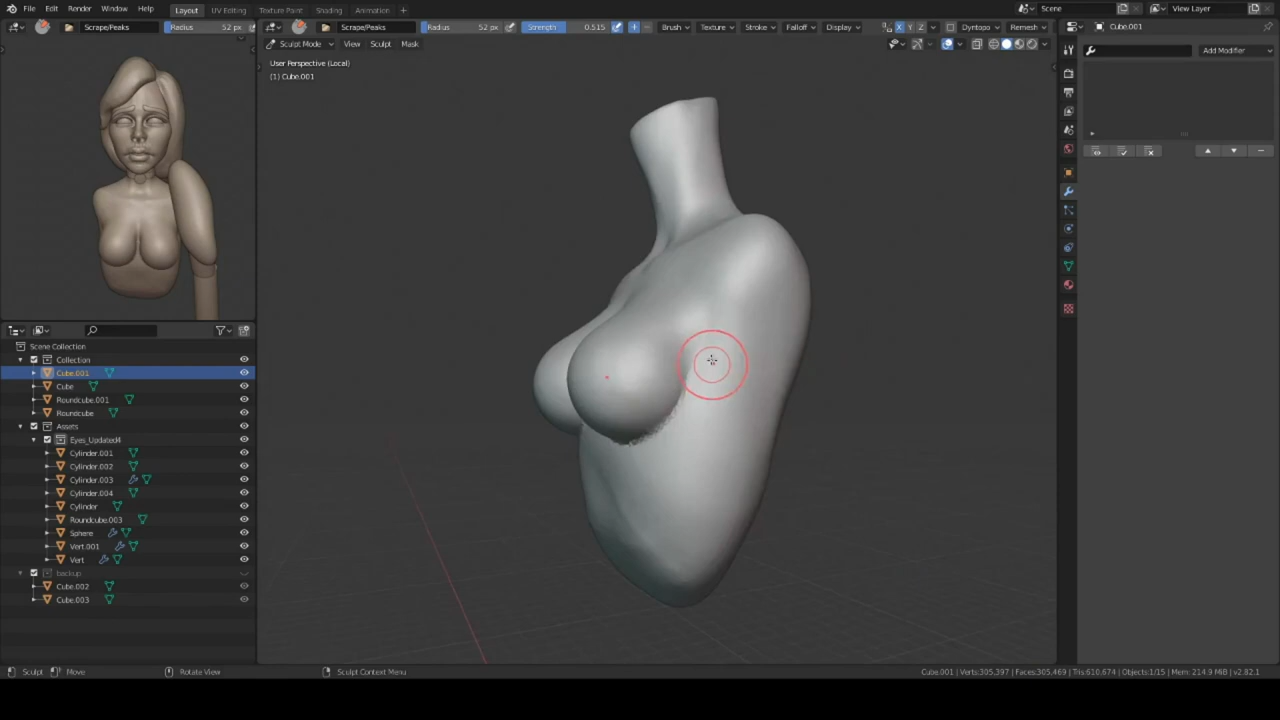 File Edit Render Window Help Layout UV Editing Texture Paint Shading Animation + Scene View Layer
Scrape/Peaks Radius 52 px Scrape/Peaks Radius 52 px Strength 0.515 Brush Texture Stroke Falloff Display X Y Z Dyntopo Remesh Cube.001
Sculpt Mode View Sculpt Mask
Add Modifier
User Perspective (Local)
(1) Cube.001
Scene Collection
Collection
Cube.001
Cube
Roundcube.001
Roundcube
Assets
Eyes_Updated4
Cylinder.001
Cylinder.002
Cylinder.003
Cylinder.004
Cylinder
Roundcube.003
Sphere
Vert.001
Vert
backup
Cube.002
Cube.003
Sculpt Move Rotate View Sculpt Context Menu Cube.001 | Verts:305,397 | Faces:305,469 | Tris:610,674 | Objects:1/15 | Mem: 214.9 MiB | v2.82.1